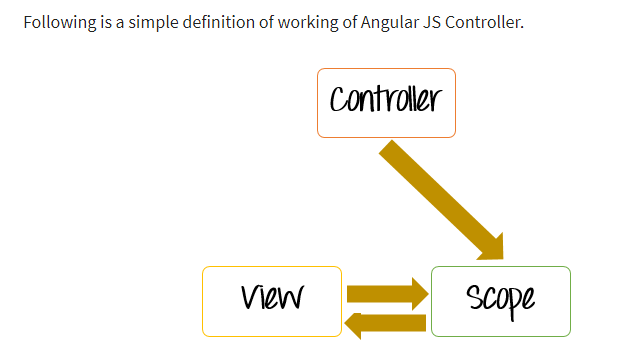 Following is a simple definition of working of Angular JS Controller.
Controller
View
Scope